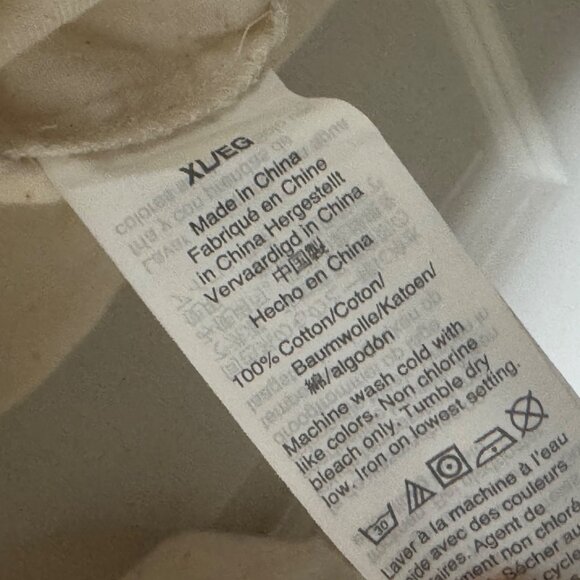 XL/EG
Made in China
Fabriqué en Chine
in China Hergestellt
Vervaardigd in China
中国製
Hecho en China
100% Cotton/Coton/
Baumwolle/Katoen/
綿/algodón
Machine wash cold with
like colors. Non chlorine
bleach only. Tumble dry
low. Iron on lowest setting.
30
Laver à la machine à l'eau
avec des couleurs
Agent de
ment non chloré
Sécher au
cycle